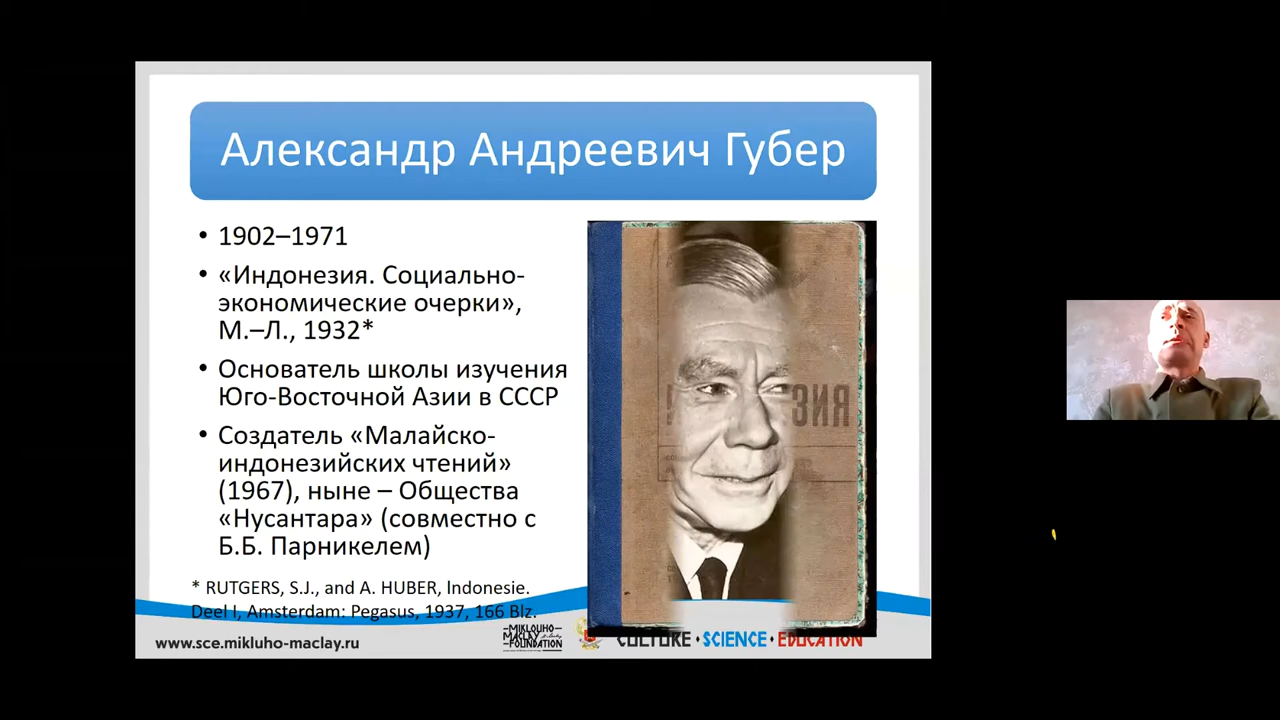 Александр Андреевич Губер
• 1902–1971
• «Индонезия. Социально-
экономические очерки»,
М.–Л., 1932*
• Основатель школы изучения
Юго-Восточной Азии в СССР
• Создатель «Малайско-
индонезийских чтений»
(1967), ныне – Общества
«Нусантара» (совместно с
Б.Б. Парникелем)
ЗИЯ
* RUTGERS, S.J., and A. HUBER, Indonesie.
Deel I, Amsterdam: Pegasus, 1937, 166 Blz.
www.sce.mikluho-maclay.ru
MIKLOUHO-
MACLAY
FOUNDATION
CULTURE • SCIENCE • EDUCATION